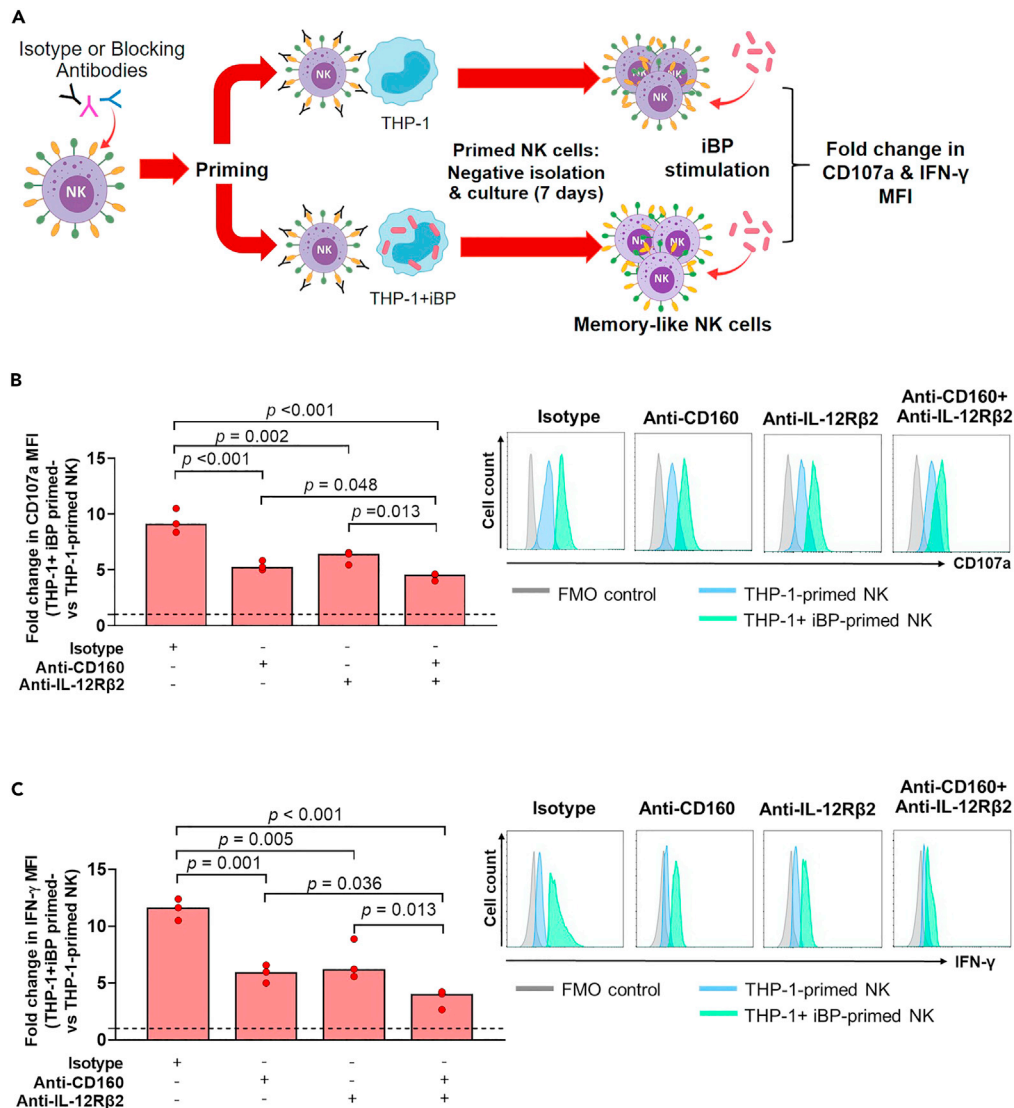 A
Isotype or Blocking
Antibodies
NK
Priming
NK
THP-1
NK
THP-1+iBP
Primed NK cells:
Negative isolation
& culture (7 days)
NK
NK
NK
iBP
stimulation
NK
NK
NK
Memory-like NK cells
Fold change in
CD107a & IFN-γ
MFI
B
Fold change in CD107a MFI
(THP-1+ iBP primed-
vs THP-1-primed NK)
15
10
5
0
p <0.001
p = 0.002
p <0.001
p = 0.048
p =0.013
Isotype + - - -
Anti-CD160 - + - +
Anti-IL-12Rβ2 - - + +
Isotype
Anti-CD160
Anti-IL-12Rβ2
Anti-CD160+
Anti-IL-12Rβ2
Cell count
CD107a
FMO control
THP-1-primed NK
THP-1+ iBP-primed NK
C
Fold change in IFN-γ MFI
(THP-1+iBP primed-
vs THP-1-primed NK)
15
10
5
0
p < 0.001
p = 0.005
p = 0.001
p = 0.036
p = 0.013
Isotype + - - +
Anti-CD160 - + - +
Anti-IL-12Rβ2 - - + +
Isotype
Anti-CD160
Anti-IL-12Rβ2
Anti-CD160+
Anti-IL-12Rβ2
Cell count
IFN-γ
FMO control
THP-1-primed NK
THP-1+ iBP-primed NK